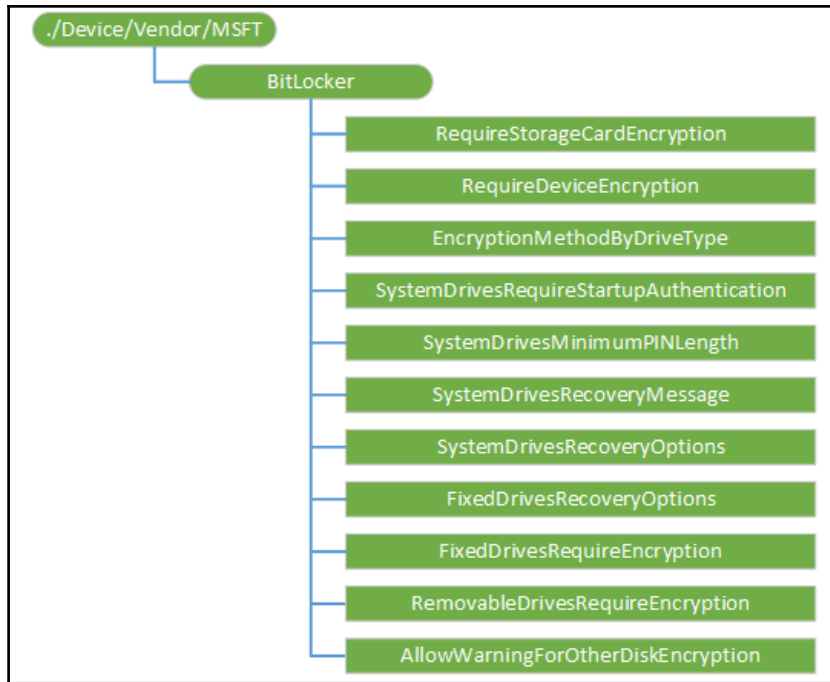 ./Device/Vendor/MSFT
BitLocker
RequireStorageCardEncryption
RequireDeviceEncryption
EncryptionMethodByDriveType
SystemDrivesRequireStartupAuthentication
SystemDrivesMinimumPINLength
SystemDrivesRecoveryMessage
SystemDrivesRecoveryOptions
FixedDrivesRecoveryOptions
FixedDrivesRequireEncryption
RemovableDrivesRequireEncryption
AllowWarningForOtherDiskEncryption